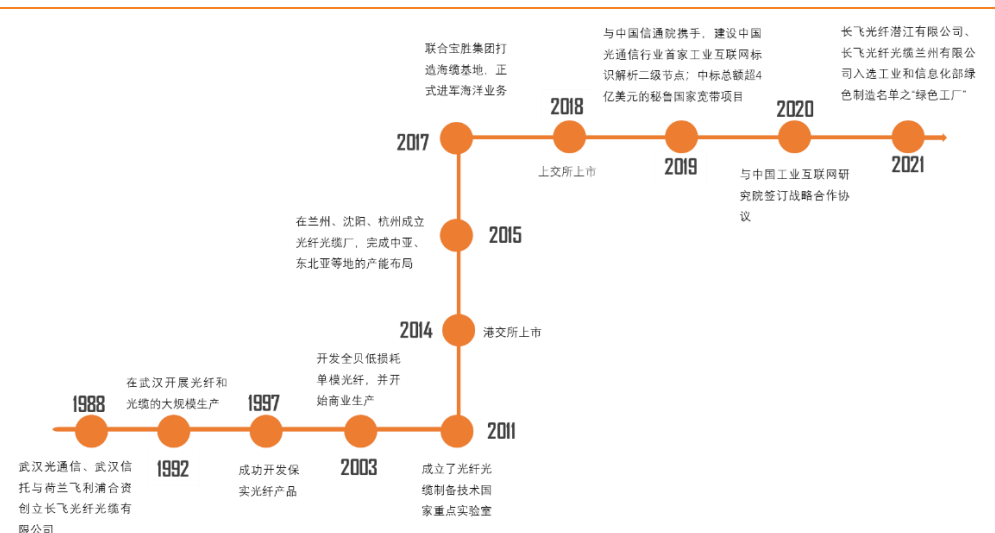 联合宝胜集团打
造海缆基地，正
式进军海洋业务
2017
2018
上交所上市
与中国信通院携手，建设中国
光通信行业首家工业互联网标
识解析二级节点；中标总额超4
亿美元的秘鲁国家宽带项目
2019
2020
与中国工业互联网研
究院签订战略合作协
议
长飞光纤潜江有限公司、
长飞光纤光缆兰州有限公
司入选工业和信息化部绿
色制造名单之“绿色工厂”
2021
在兰州、沈阳、杭州成立
光纤光缆厂，完成中亚、
东北亚等地的产能布局
2015
2014
港交所上市
1988
武汉光通信、武汉信
托与荷兰飞利浦合资
创立长飞光纤光缆有
限公司
在武汉开展光纤和
光缆的大规模生产
1992
1997
成功开发保
实光纤产品
开发全贝低损耗
单模光纤，并开
始商业生产
2003
2011
成立了光纤光
缆制备技术国
家重点实验室